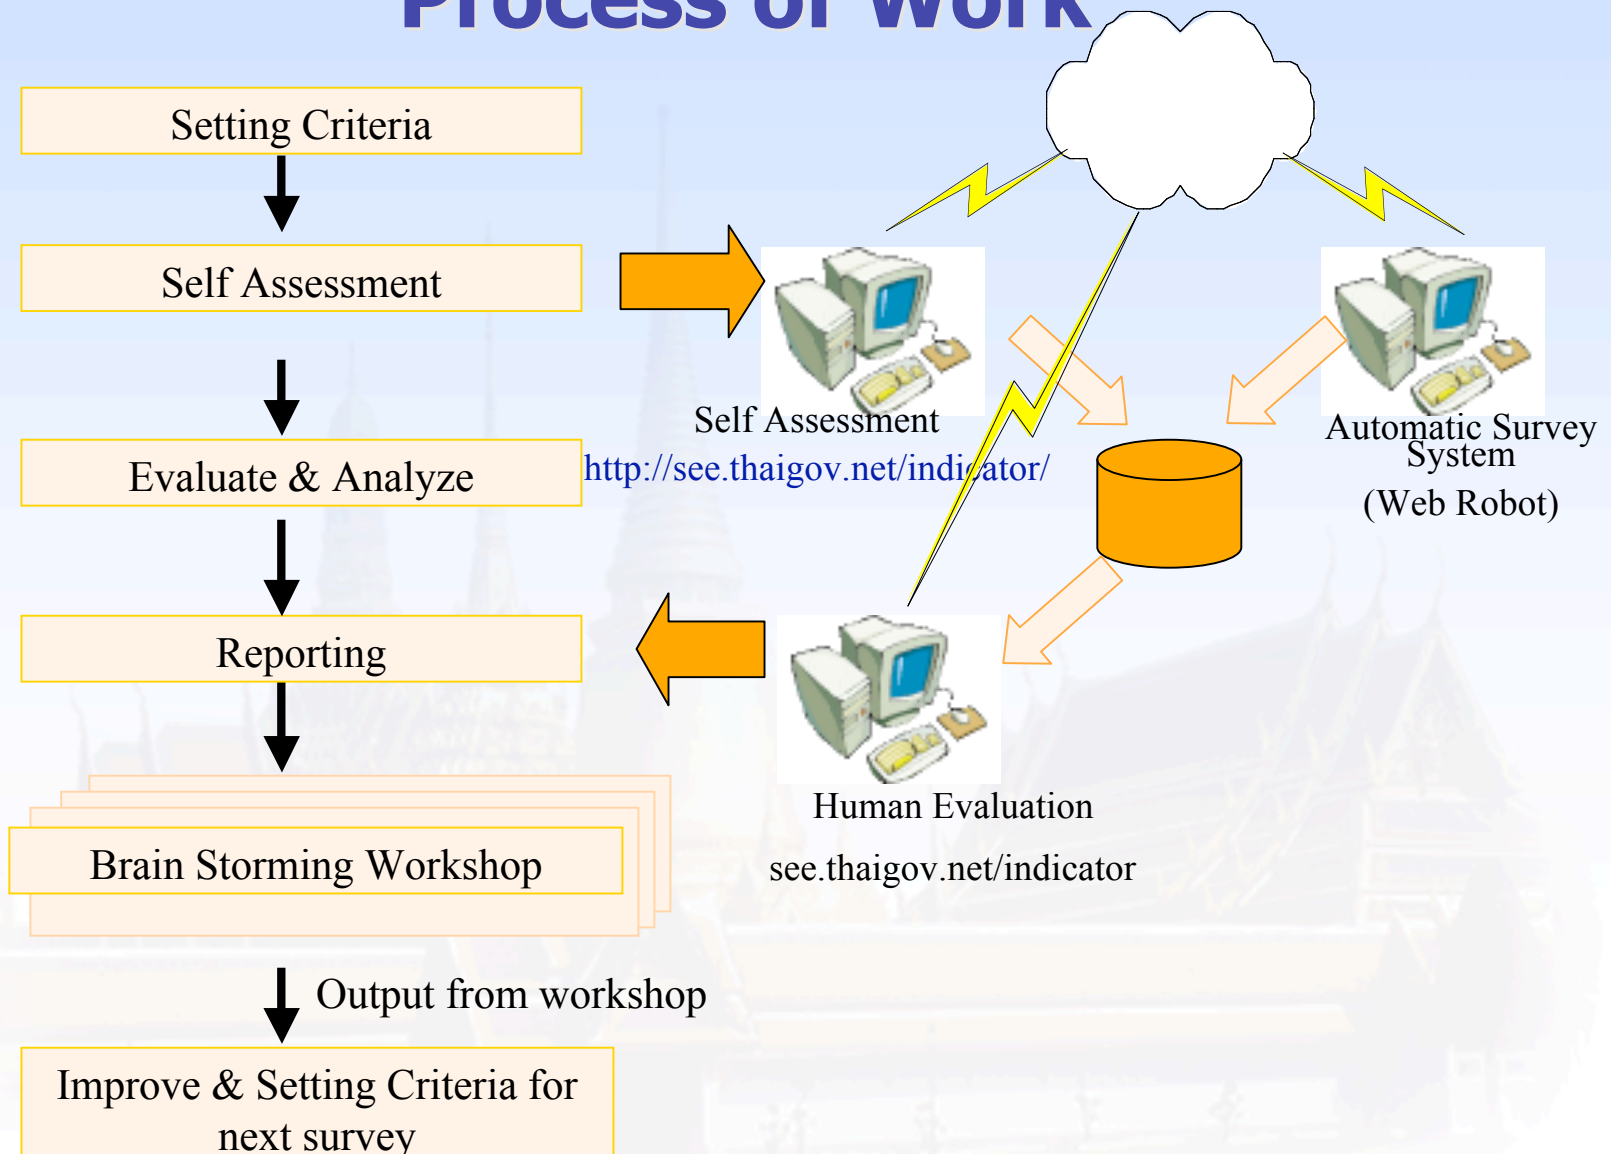 Process of Work
Setting Criteria
Self Assessment
Evaluate & Analyze
Reporting
Brain Storming Workshop
Output from workshop
Improve & Setting Criteria for
next survey
Self Assessment
http://see.thaigov.net/indicator/
Automatic Survey
System
(Web Robot)
Human Evaluation
see.thaigov.net/indicator